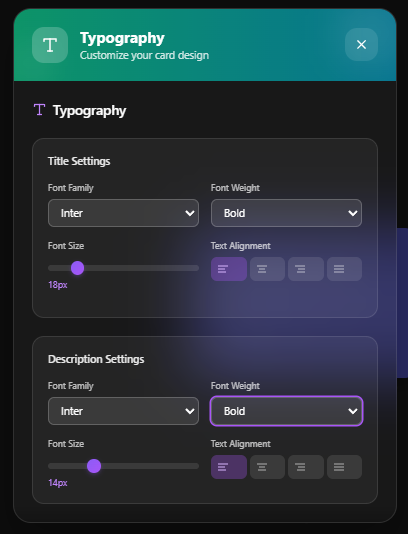 Typography
Customize your card design
Typography
Title Settings
Font Family
Font Weight
Inter
Bold
Font Size
Text Alignment
18px
Description Settings
Font Family
Font Weight
Inter
Bold
Font Size
Text Alignment
14px